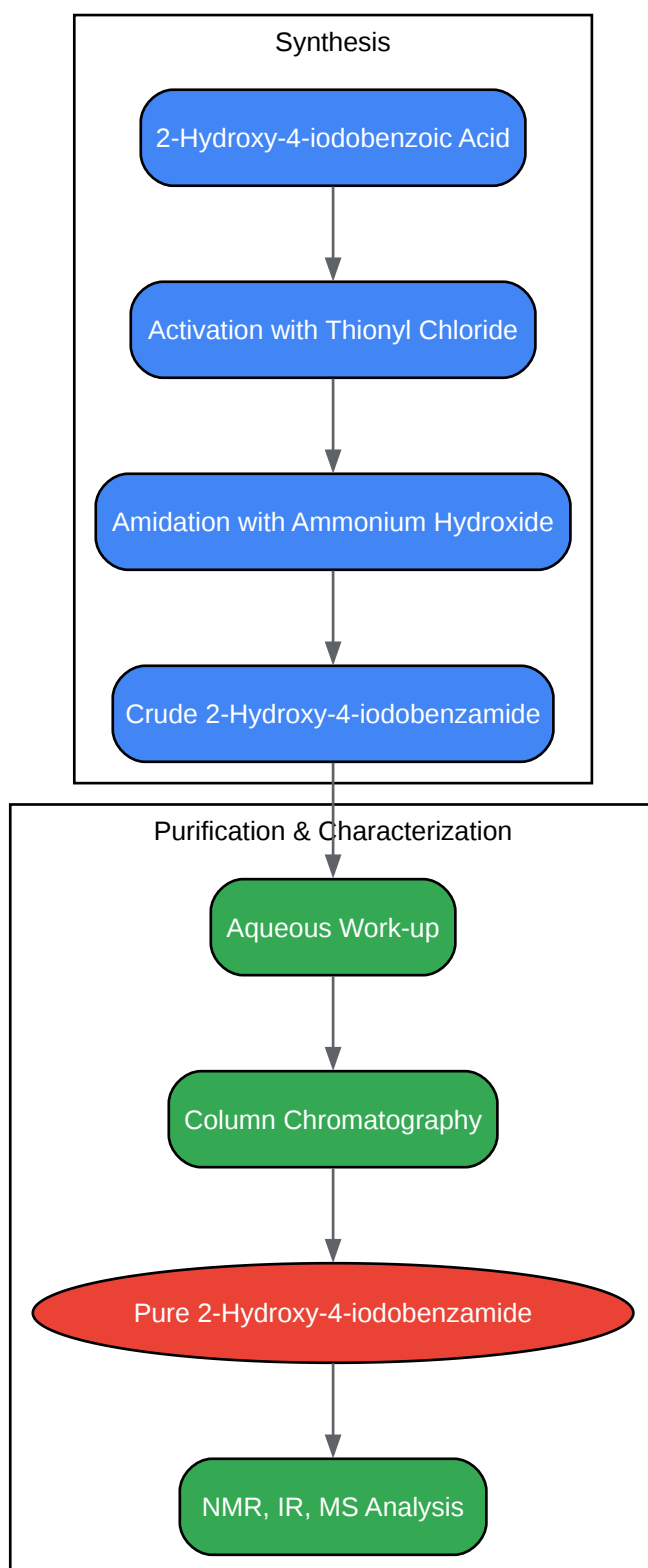 Synthesis
2-Hydroxy-4-iodobenzoic Acid
Activation with Thionyl Chloride
Amidation with Ammonium Hydroxide
Crude 2-Hydroxy-4-iodobenzamide
Purification & Characterization
Aqueous Work-up
Column Chromatography
Pure 2-Hydroxy-4-iodobenzamide
NMR, IR, MS Analysis